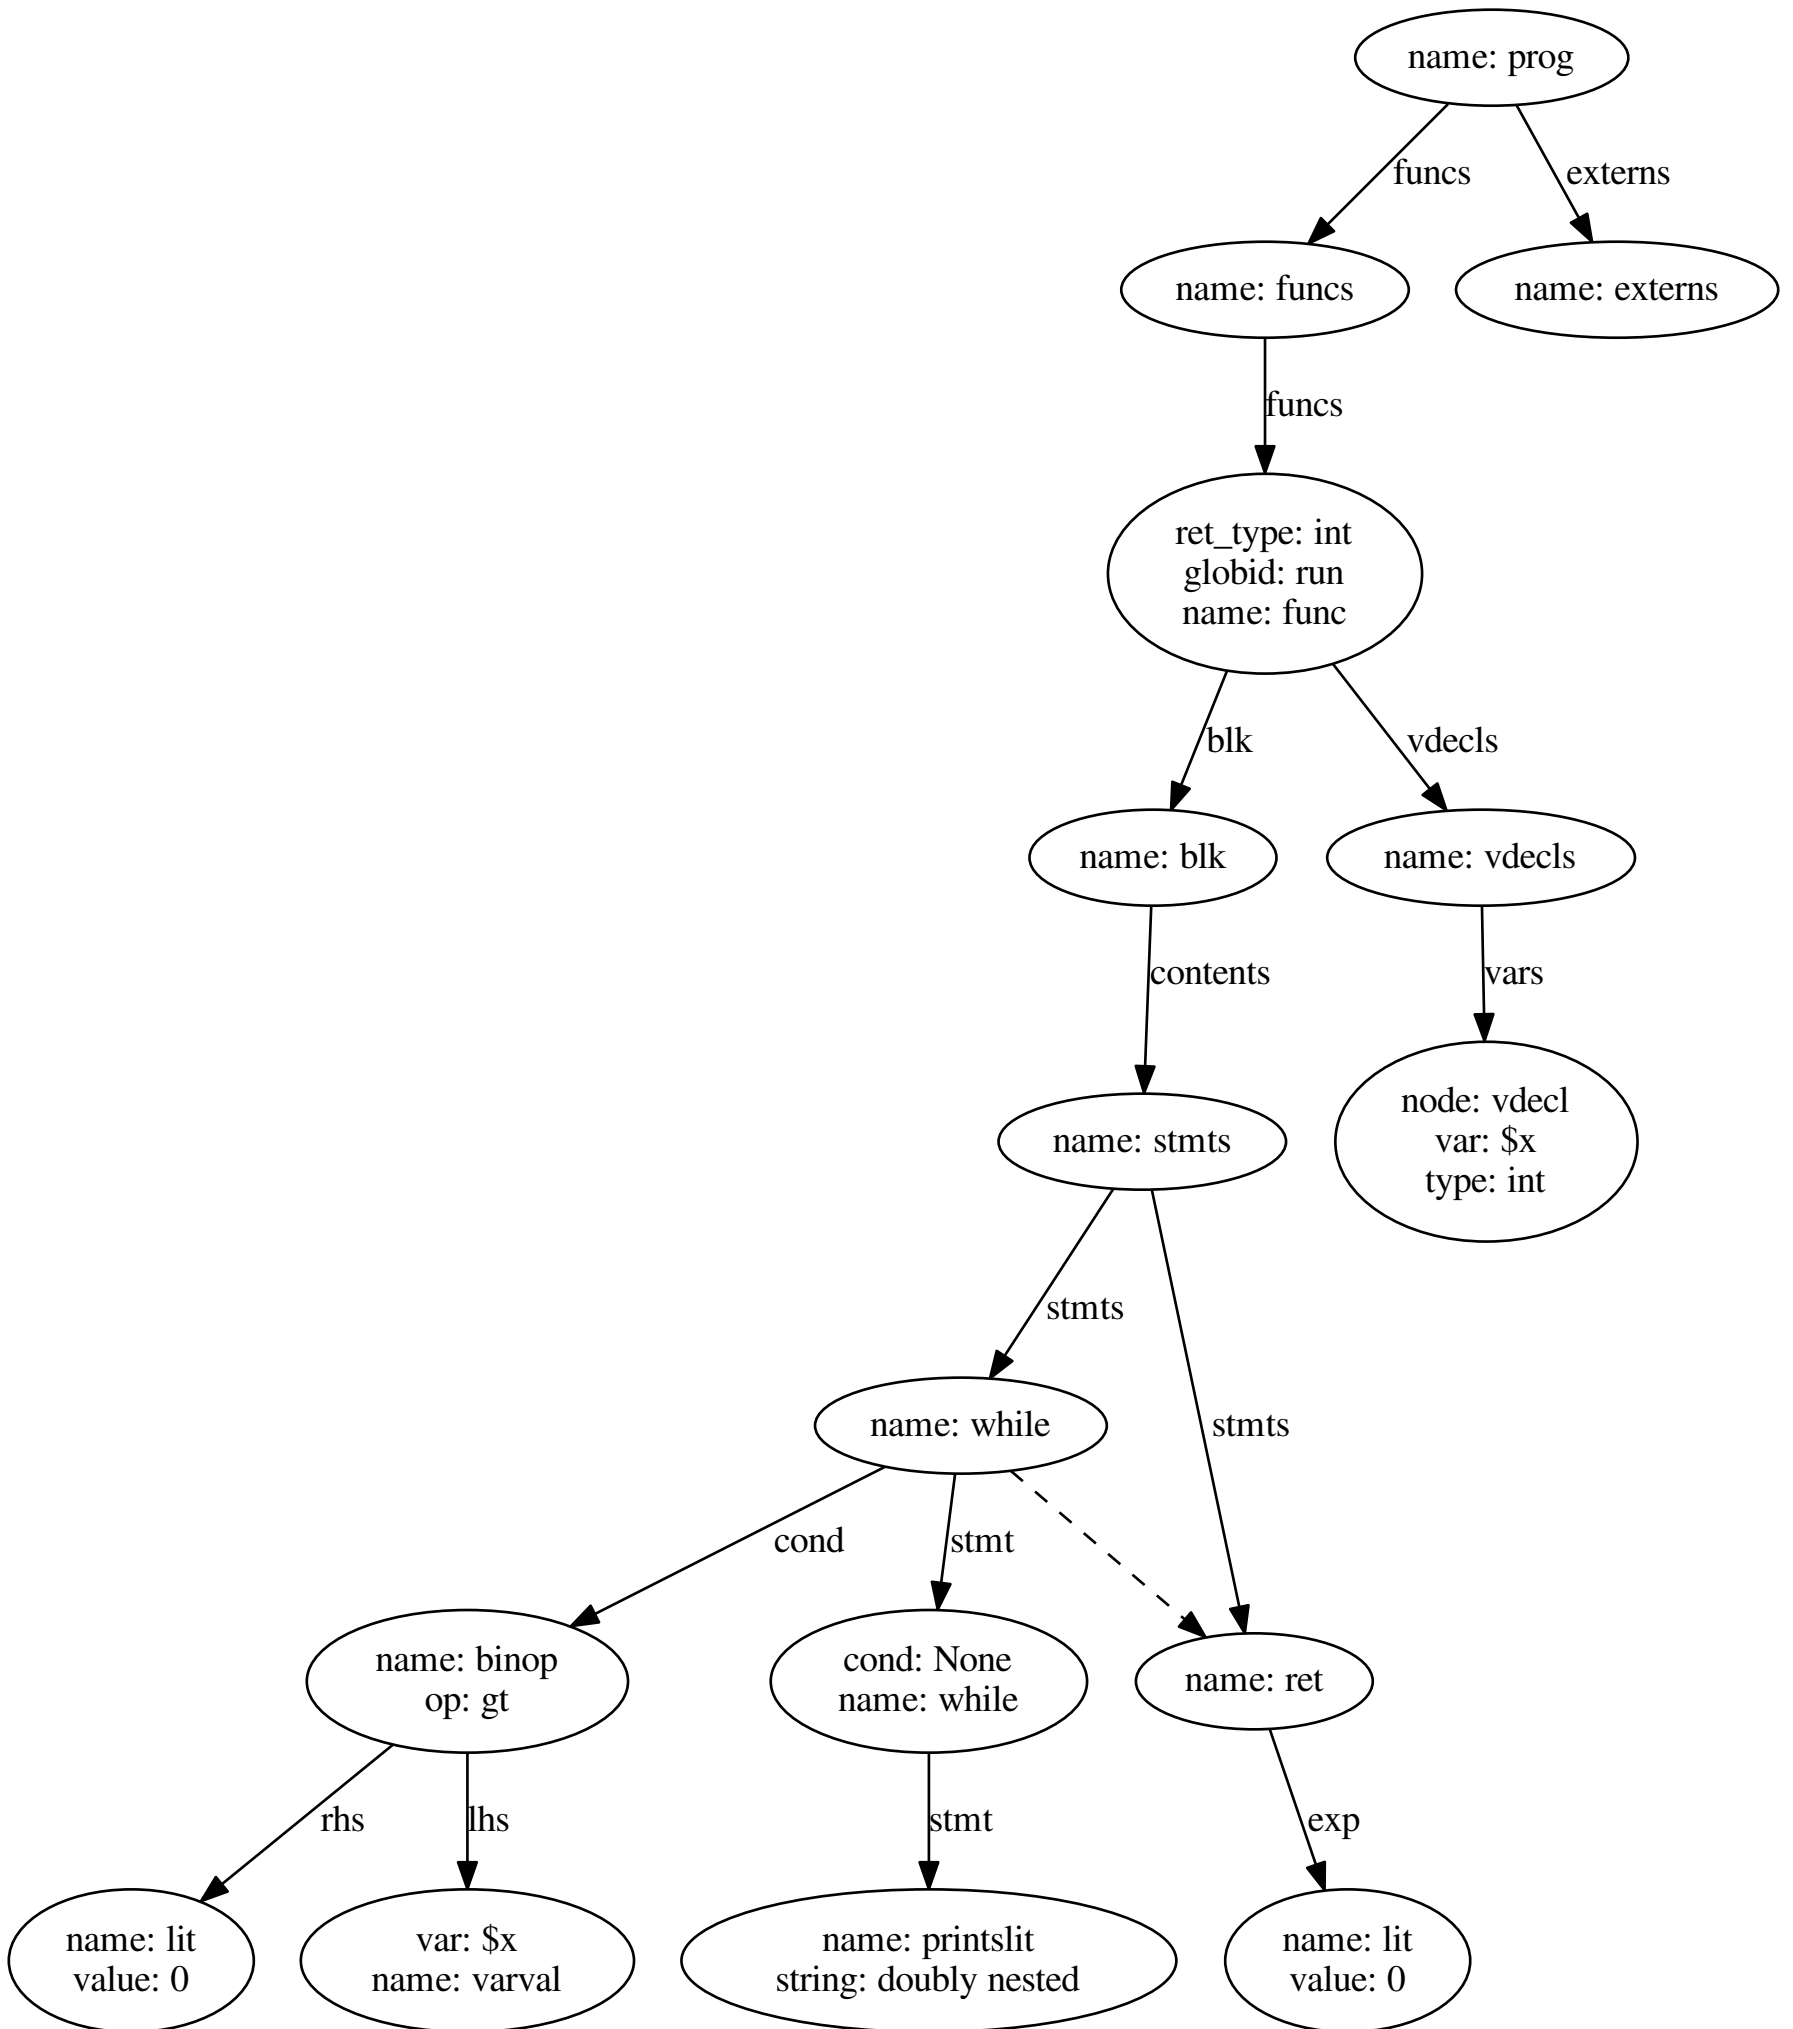 name: prog
funcs
externs
name: funcs
name: externs
funcs
ret_type: int
globid: run
name: func
blk
vdecls
name: blk
name: vdecls
contents
vars
node: vdecl
var: $x
type: int
name: stmts
stmts
name: while
stmts
cond
stmt
name: binop
op: gt
cond: None
name: while
name: ret
rhs
lhs
stmt
exp
name: lit
value: 0
var: $x
name: varval
name: printslit
string: doubly nested
name: lit
value: 0